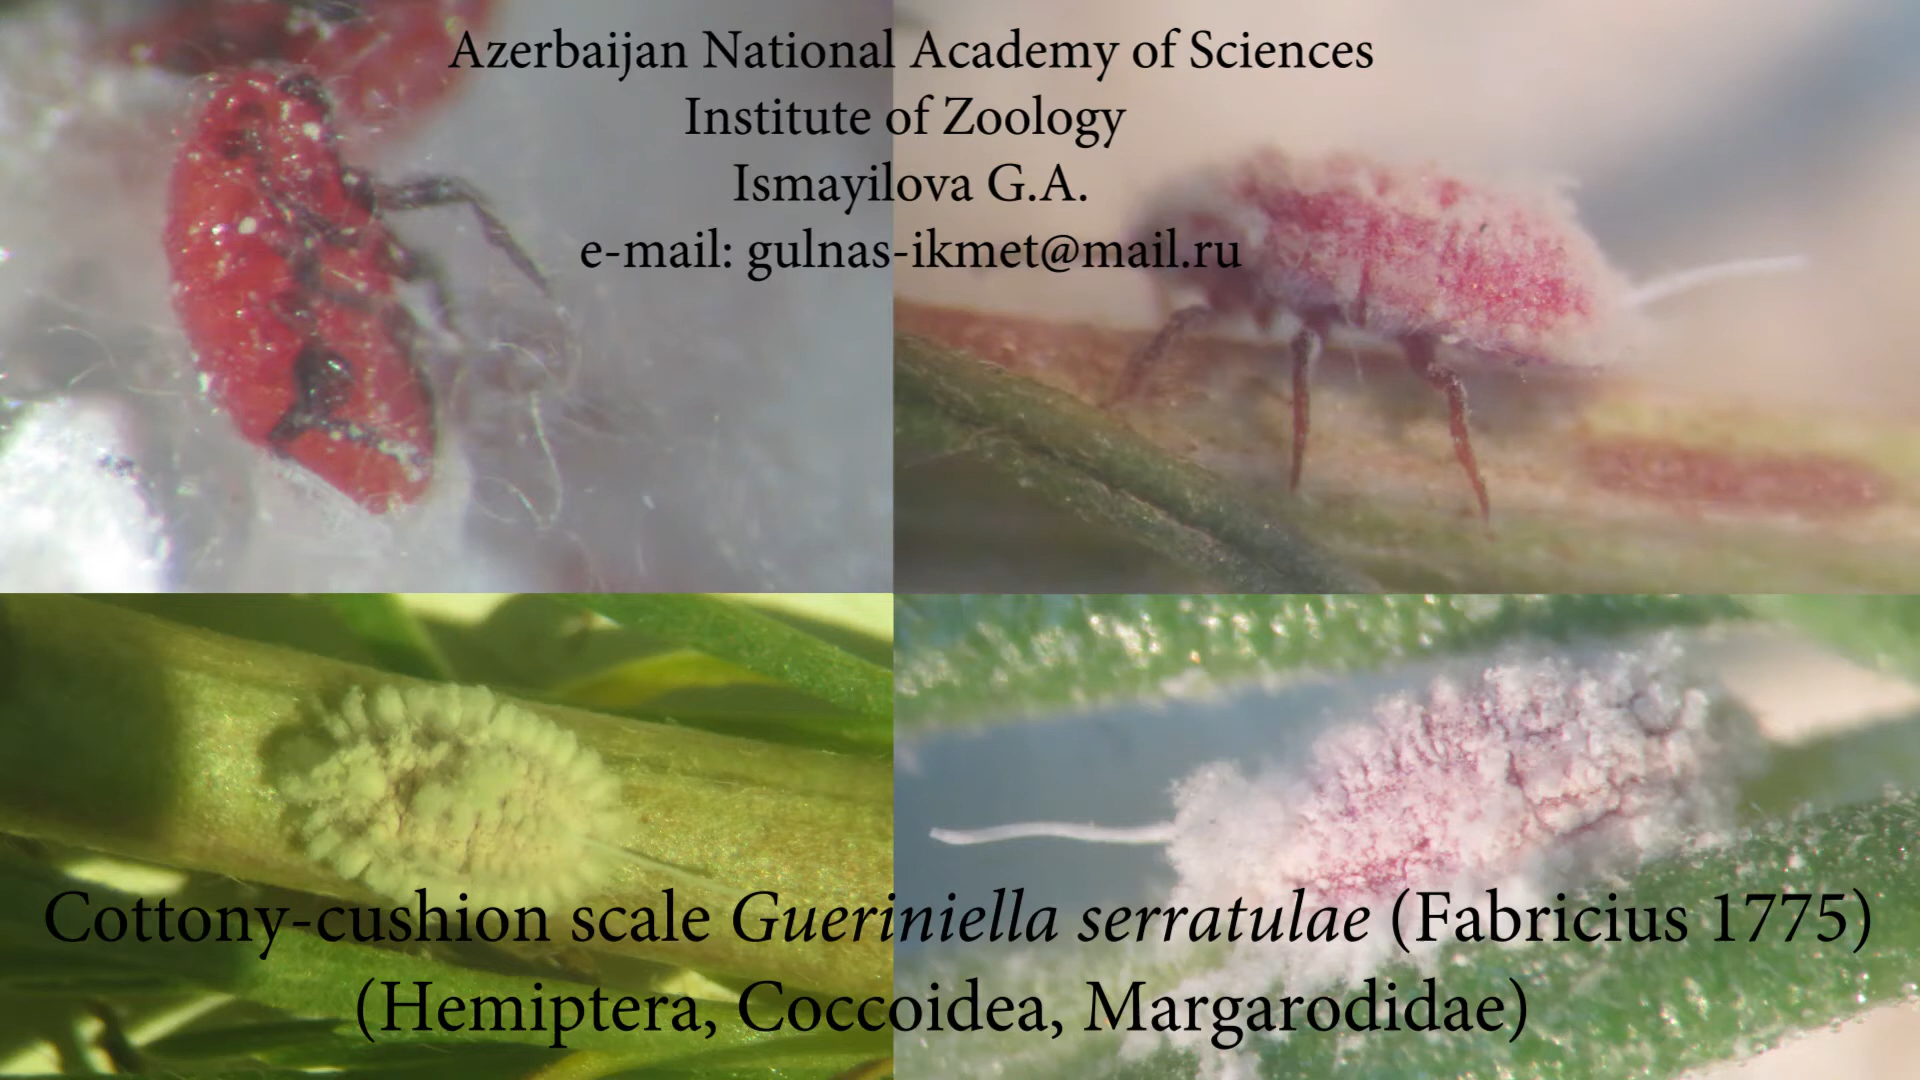 Azerbaijan National Academy of Sciences
Institute of Zoology
Ismayilova G.A.
e-mail: gulnas-ikmet@mail.ru
Cottony-cushion scale Gueriniella serratulae (Fabricius 1775)
(Hemiptera, Coccoidea, Margarodidae)